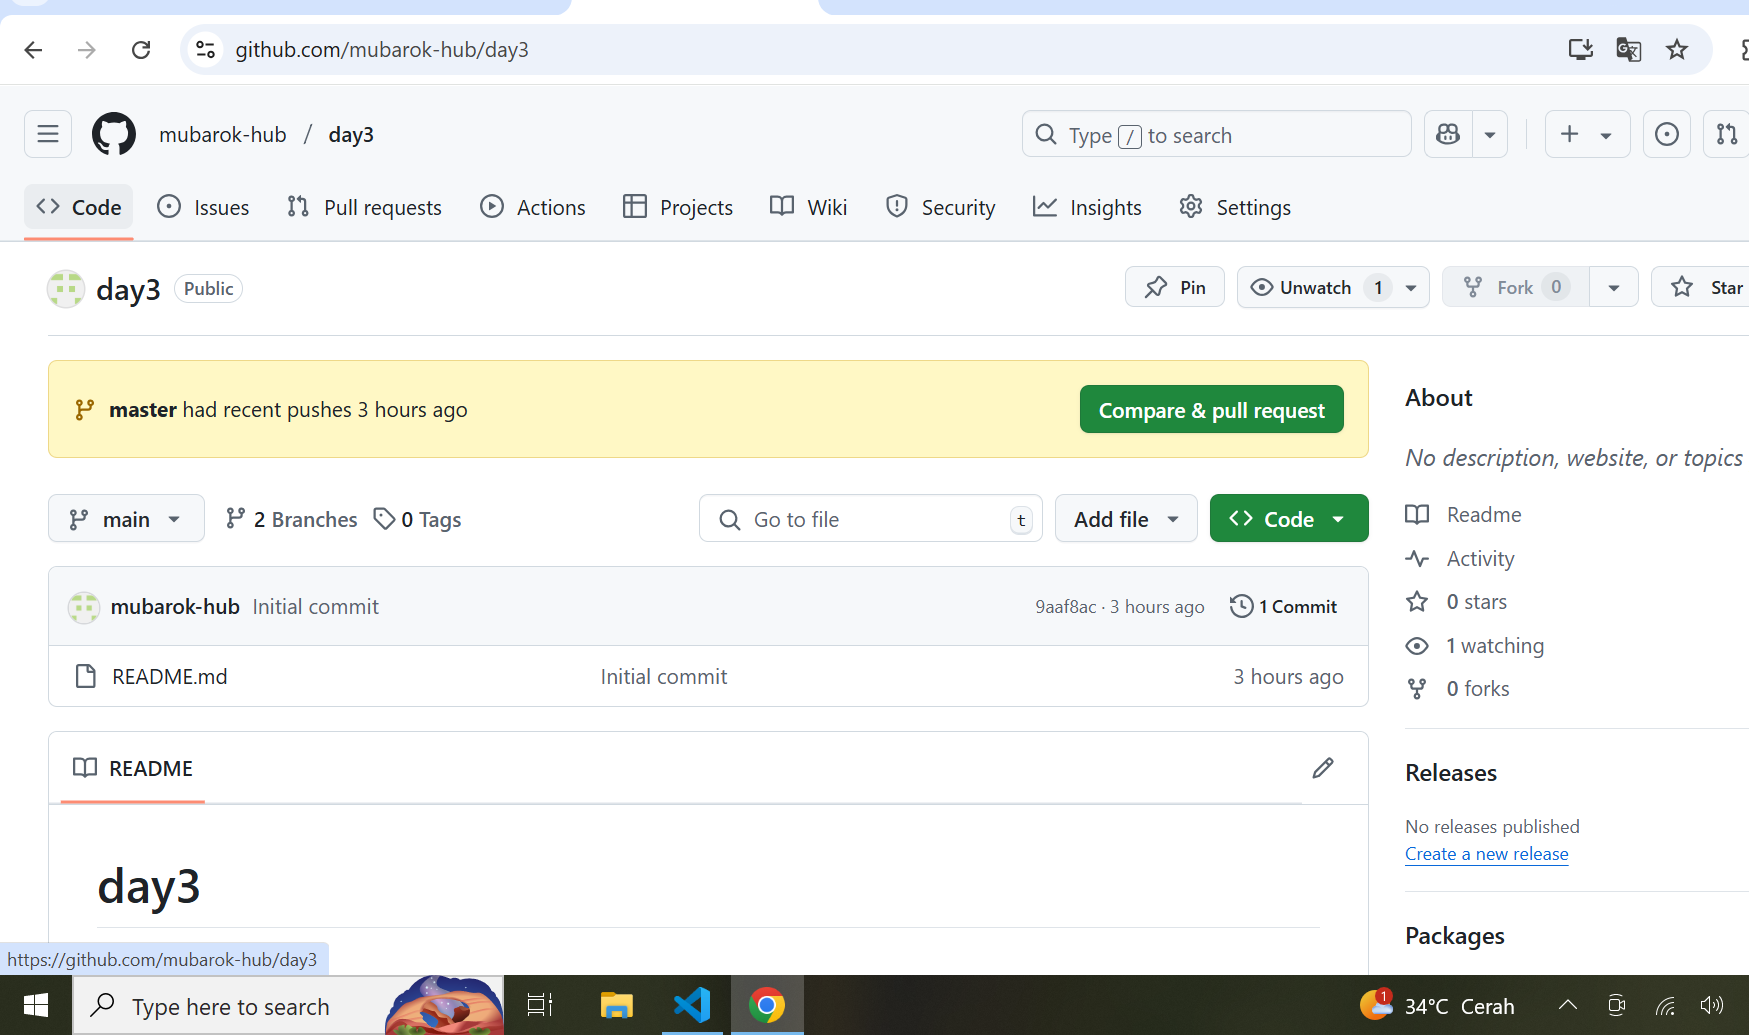 github.com/mubarok-hub/day3
mubarok-hub / day3
Type / to search
Code
Issues
Pull requests
Actions
Projects
Wiki
Security
Insights
Settings
day3 Public
Pin
Unwatch 1
Fork 0
Star
master had recent pushes 3 hours ago
Compare & pull request
main
2 Branches
0 Tags
Go to file t
Add file
Code
mubarok-hub Initial commit
9aaf8ac · 3 hours ago
1 Commit
README.md
Initial commit
3 hours ago
README
day3
About
No description, website, or topics
Readme
Activity
0 stars
1 watching
0 forks
Releases
No releases published
Create a new release
Packages
https://github.com/mubarok-hub/day3
Type here to search
1
34°C Cerah